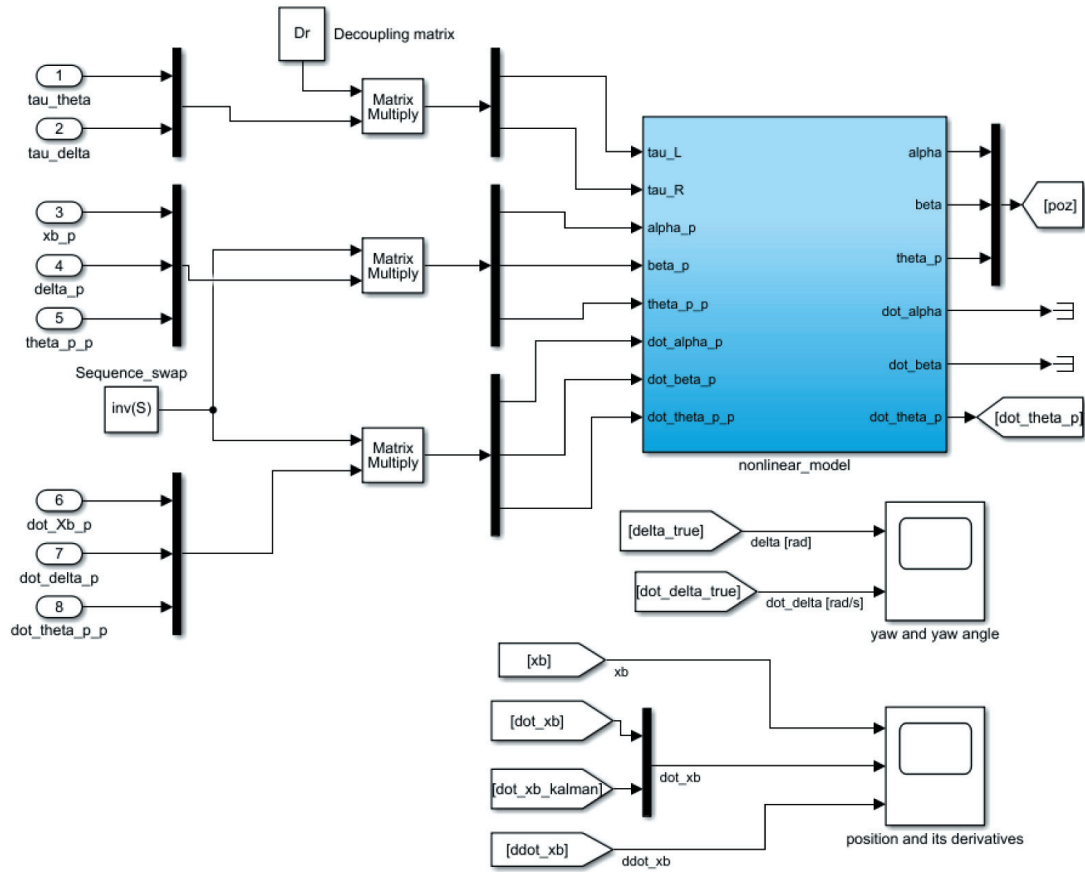 Dr
Decoupling matrix
1
tau_theta
2
tau_delta
Matrix
Multiply
3
xb_p
4
delta_p
5
theta_p_p
Matrix
Multiply
Sequence_swap
inv(S)
Matrix
Multiply
6
dot_Xb_p
7
dot_delta_p
8
dot_theta_p_p
tau_L
tau_R
alpha_p
beta_p
theta_p_p
dot_alpha_p
dot_beta_p
dot_theta_p_p
alpha
beta
theta_p
dot_alpha
dot_beta
dot_theta_p
nonlinear_model
[poz]
[dot_theta_p]
[delta_true]
delta [rad]
[dot_delta_true]
dot_delta [rad/s]
yaw and yaw angle
[xb]
xb
[dot_xb]
[dot_xb_kalman]
dot_xb
[ddot_xb]
ddot_xb
position and its derivatives